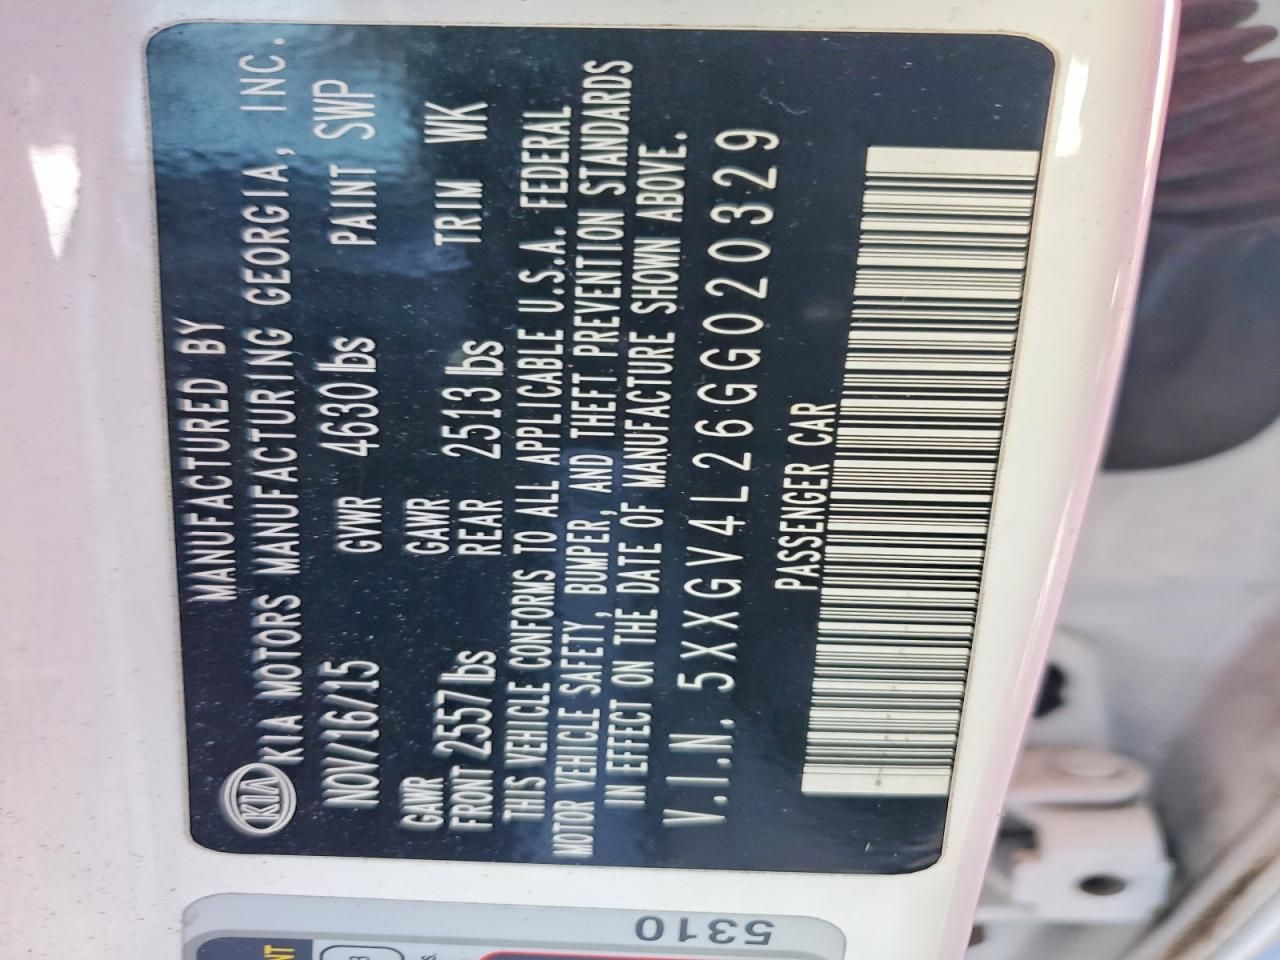 MANUFACTURED BY
KIA KIA MOTORS MANUFACTURING GEORGIA, INC.
NOV/16/15 GVWR 4630 lbs PAINT SWP
GAWR FRONT 2557 lbs GAWR REAR 2513 lbs TRIM WK
THIS VEHICLE CONFORMS TO ALL APPLICABLE U.S.A. FEDERAL
MOTOR VEHICLE SAFETY, BUMPER, AND THEFT PREVENTION STANDARDS
IN EFFECT ON THE DATE OF MANUFACTURE SHOWN ABOVE.
V.I.N. 5XXGV4L26GG020329
PASSENGER CAR
5310